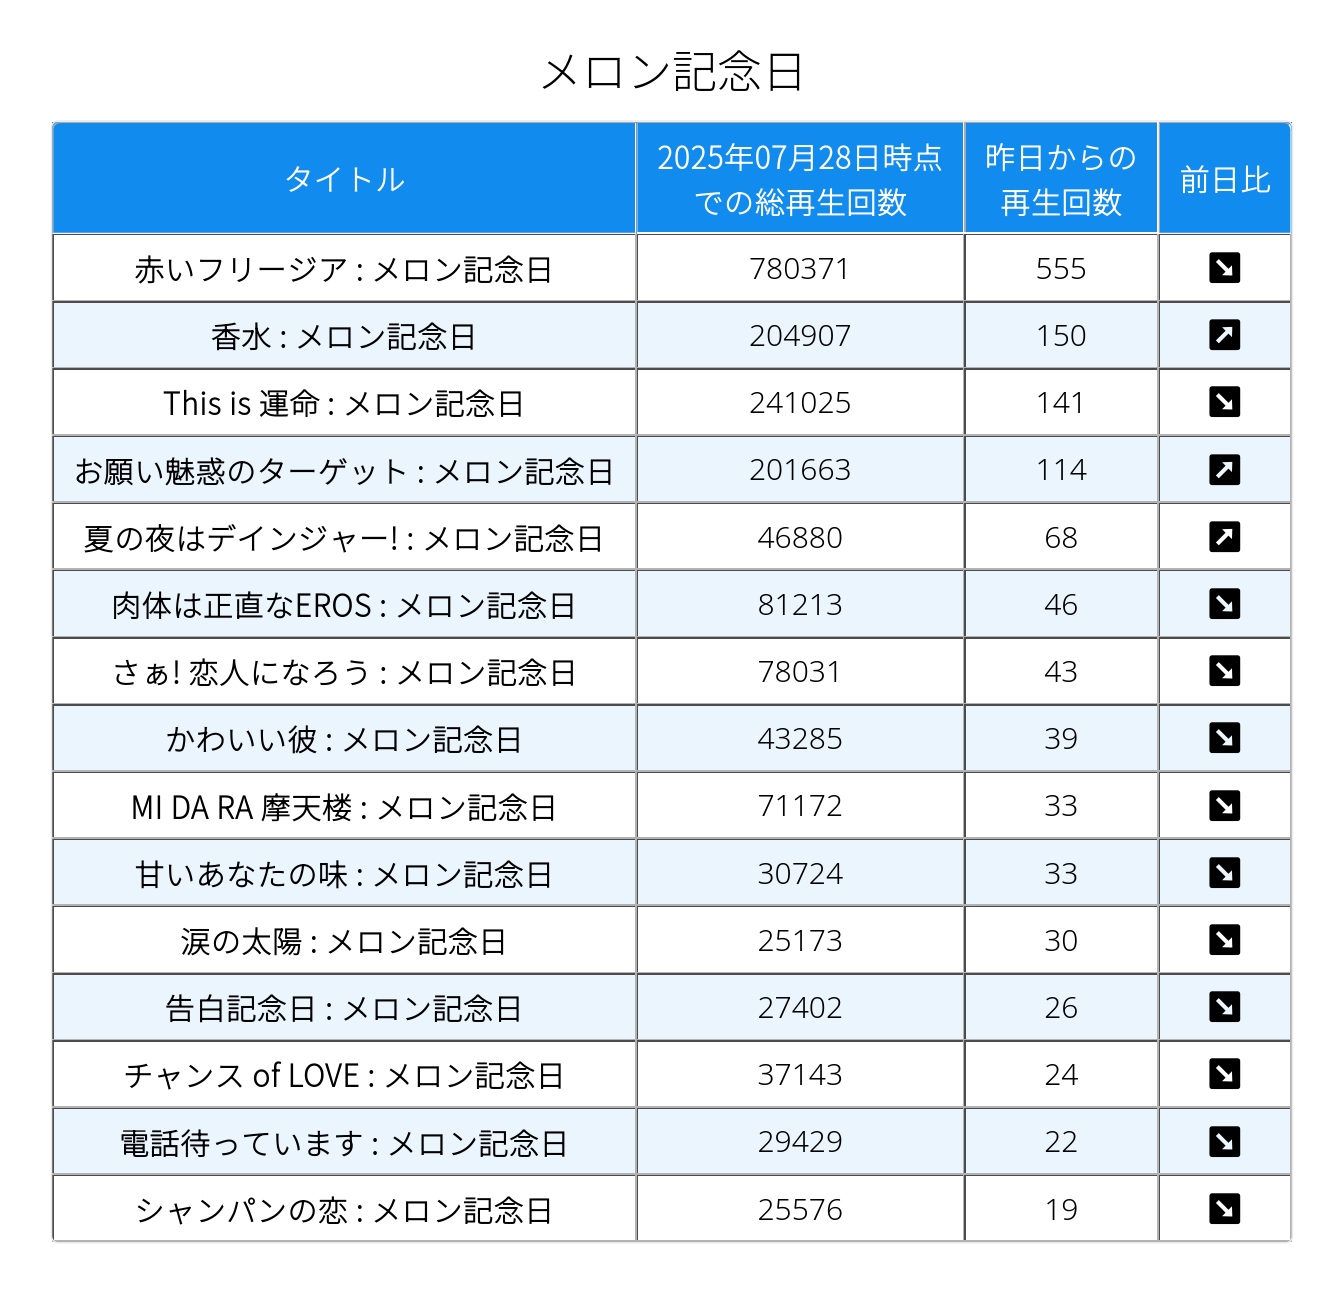 メロン記念日
タイトル 2025年07月28日時点での総再生回数 昨日からの再生回数 前日比
赤いフリージア : メロン記念日 780371 555 ↘
香水 : メロン記念日 204907 150 ↗
This is 運命 : メロン記念日 241025 141 ↘
お願い魅惑のターゲット : メロン記念日 201663 114 ↗
夏の夜はデインジャー! : メロン記念日 46880 68 ↗
肉体は正直なEROS : メロン記念日 81213 46 ↘
さぁ! 恋人になろう : メロン記念日 78031 43 ↘
かわいい彼 : メロン記念日 43285 39 ↘
MI DA RA 摩天楼 : メロン記念日 71172 33 ↘
甘いあなたの味 : メロン記念日 30724 33 ↘
涙の太陽 : メロン記念日 25173 30 ↘
告白記念日 : メロン記念日 27402 26 ↘
チャンス of LOVE : メロン記念日 37143 24 ↘
電話待っています : メロン記念日 29429 22 ↘
シャンパンの恋 : メロン記念日 25576 19 ↘